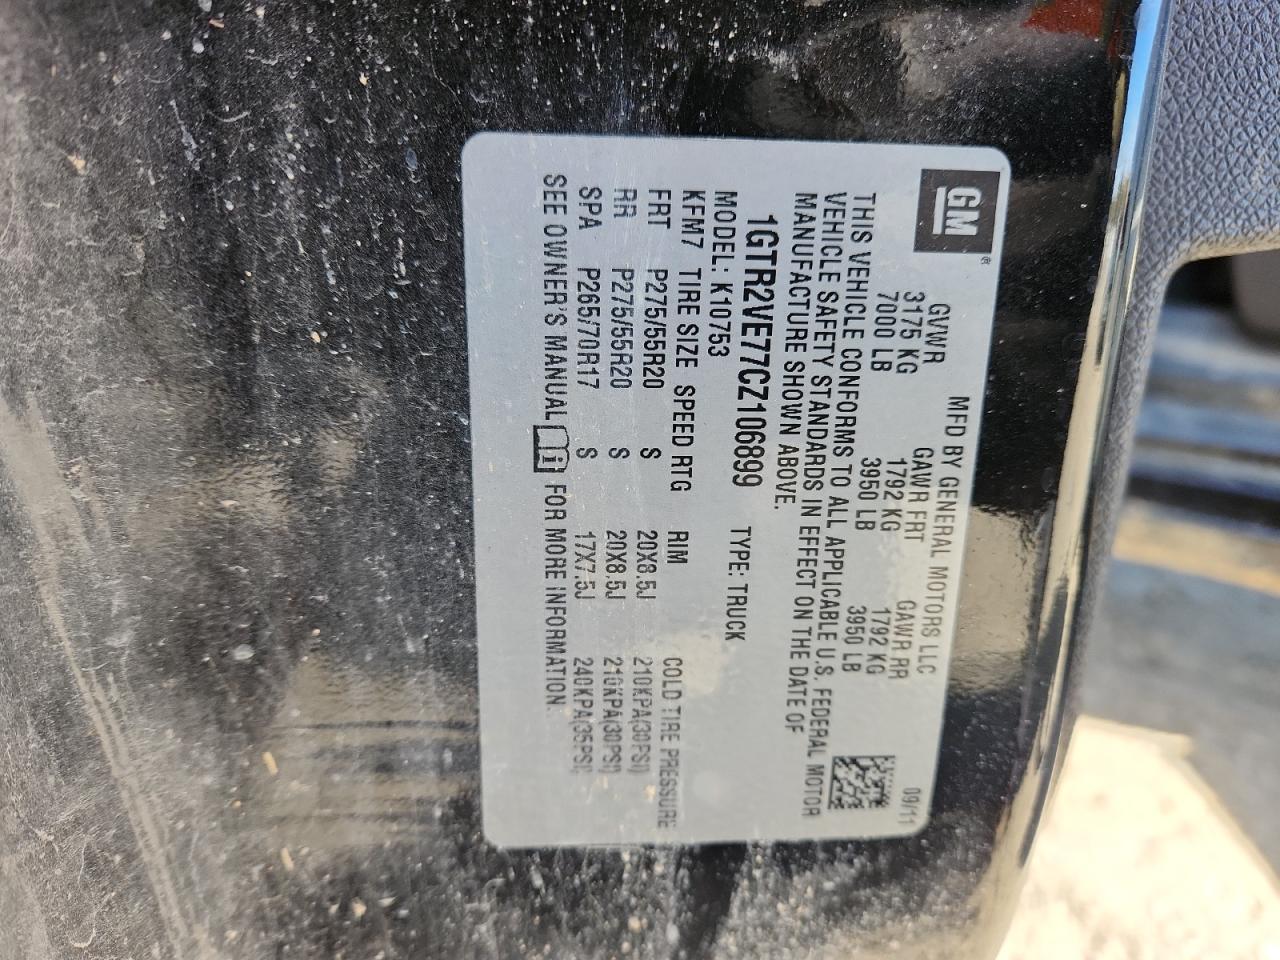 GM®
MFD BY GENERAL MOTORS LLC 09/11
GVWR GAWR FRT GAWR RR
3175 KG 1792 KG 1792 KG
7000 LB 3950 LB 3950 LB
THIS VEHICLE CONFORMS TO ALL APPLICABLE U.S. FEDERAL MOTOR
VEHICLE SAFETY STANDARDS IN EFFECT ON THE DATE OF
MANUFACTURE SHOWN ABOVE.
1GTR2VE77CZ106899 TYPE: TRUCK
MODEL: K10753
KFM7 TIRE SIZE SPEED RTG RIM COLD TIRE PRESSURE
FRT P275/55R20 S 20X8.5J 210KPA(30PSI)
RR P275/55R20 S 20X8.5J 210KPA(30PSI)
SPA P265/70R17 S 17X7.5J 240KPA(35PSI)
SEE OWNER'S MANUAL i FOR MORE INFORMATION.